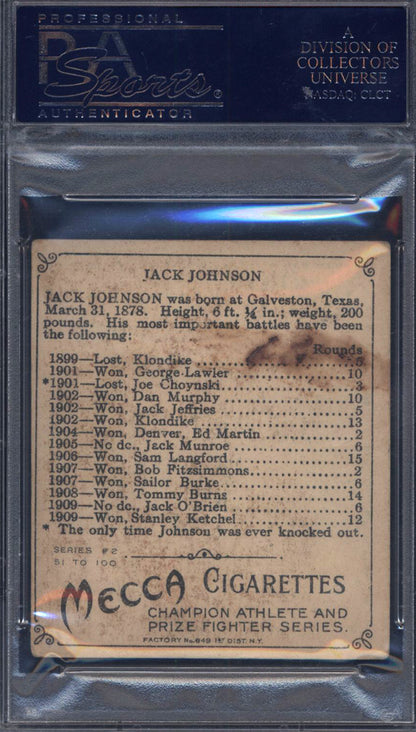 PROFESSIONAL
PSA
Sports®
AUTHENTICATOR
A
DIVISION OF
COLLECTORS
UNIVERSE
NASDAQ: CLCT
JACK JOHNSON
JACK JOHNSON was born at Galveston, Texas,
March 31, 1878. Height, 6 ft. ¼ in.; weight, 200
pounds. His most important battles have been
the following:
Rounds
1899—Lost, Klondike 5
1901—Won, George Lawler 10
*1901—Lost, Joe Choynski 3
1902—Won, Dan Murphy 10
1902—Won, Jack Jeffries 5
1902—Won, Klondike 13
1904—Won, Denver, Ed Martin 2
1905—No dc., Jack Munroe 6
1906—Won, Sam Langford 15
1907—Won, Bob Fitzsimmons 2
1907—Won, Sailor Burke 6
1908—Won, Tommy Burns 14
1909—No dc., Jack O'Brien 6
1909—Won, Stanley Ketchel 12
* The only time Johnson was ever knocked out.
SERIES #2
51 TO 100
MECCA CIGARETTES
CHAMPION ATHLETE AND
PRIZE FIGHTER SERIES.
FACTORY No. 649 1ST DIST. N.Y.